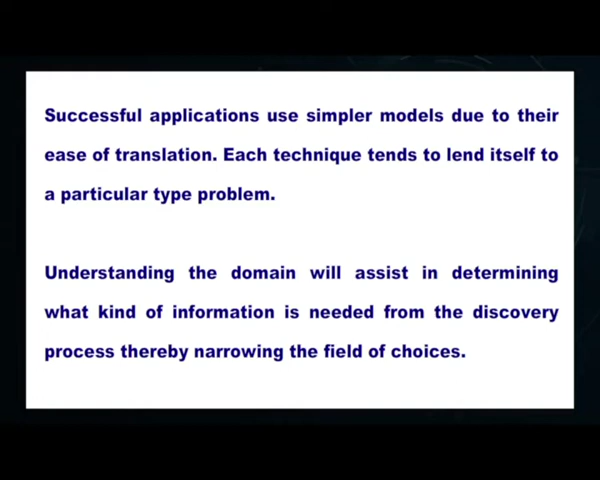 Successful applications use simpler models due to their
ease of translation. Each technique tends to lend itself to
a particular type problem.
Understanding the domain will assist in determining
what kind of information is needed from the discovery
process thereby narrowing the field of choices.